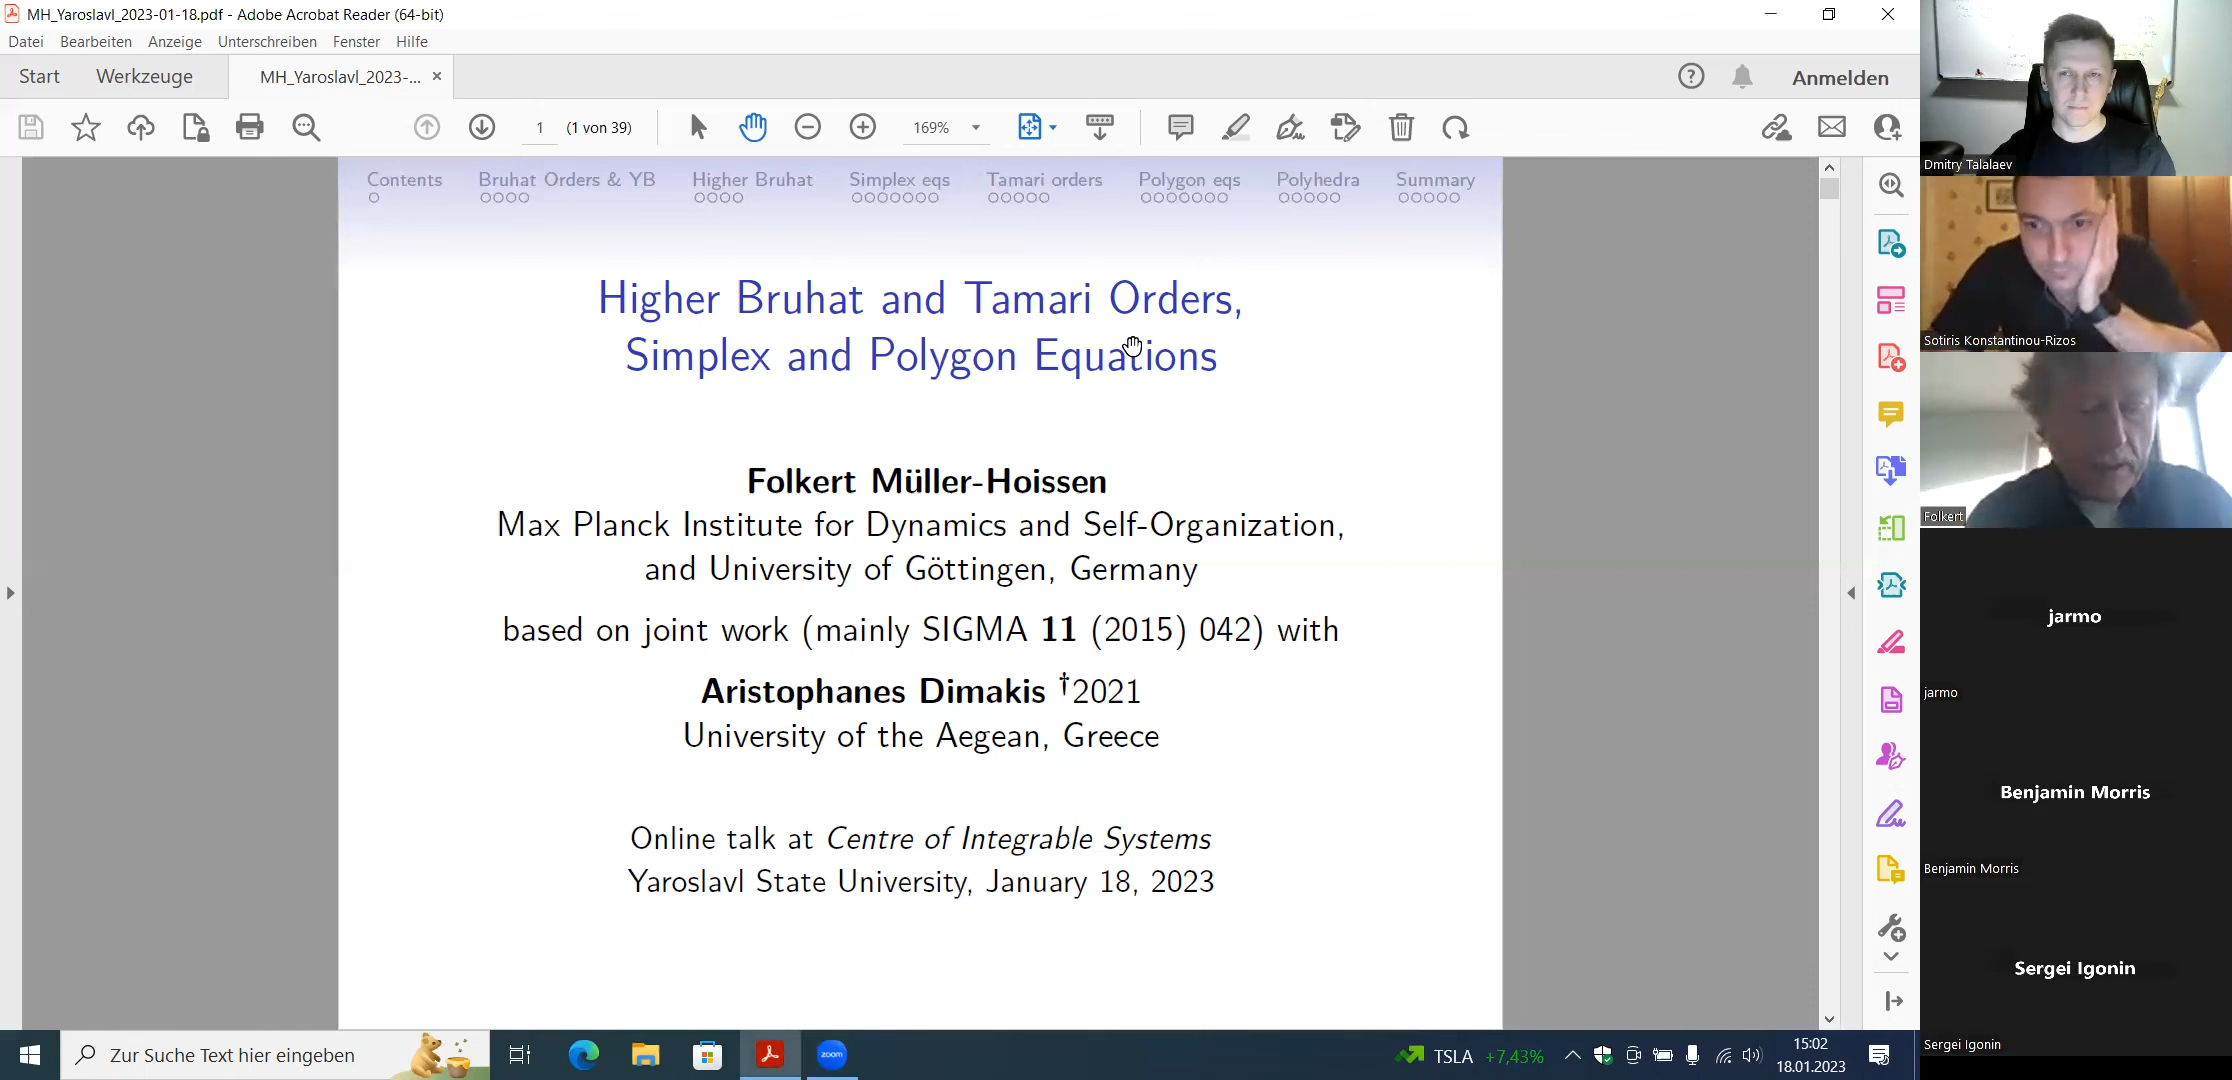 MH_Yaroslavl_2023-01-18.pdf - Adobe Acrobat Reader (64-bit)
Datei Bearbeiten Anzeige Unterschreiben Fenster Hilfe
Start Werkzeuge MH_Yaroslavl_2023-... × Anmelden
1 (1 von 39) 169%
Contents Bruhat Orders & YB Higher Bruhat Simplex eqs Tamari orders Polygon eqs Polyhedra Summary
Higher Bruhat and Tamari Orders,
Simplex and Polygon Equations
Folkert Müller-Hoissen
Max Planck Institute for Dynamics and Self-Organization,
and University of Göttingen, Germany
based on joint work (mainly SIGMA 11 (2015) 042) with
Aristophanes Dimakis †2021
University of the Aegean, Greece
Online talk at Centre of Integrable Systems
Yaroslavl State University, January 18, 2023
Dmitry Talalaev
Sotiris Konstantinou-Rizos
Folkert
jarmo
jarmo
Benjamin Morris
Benjamin Morris
Sergei Igonin
Sergei Igonin
Zur Suche Text hier eingeben
zoom
TSLA +7,43%
15:02
18.01.2023